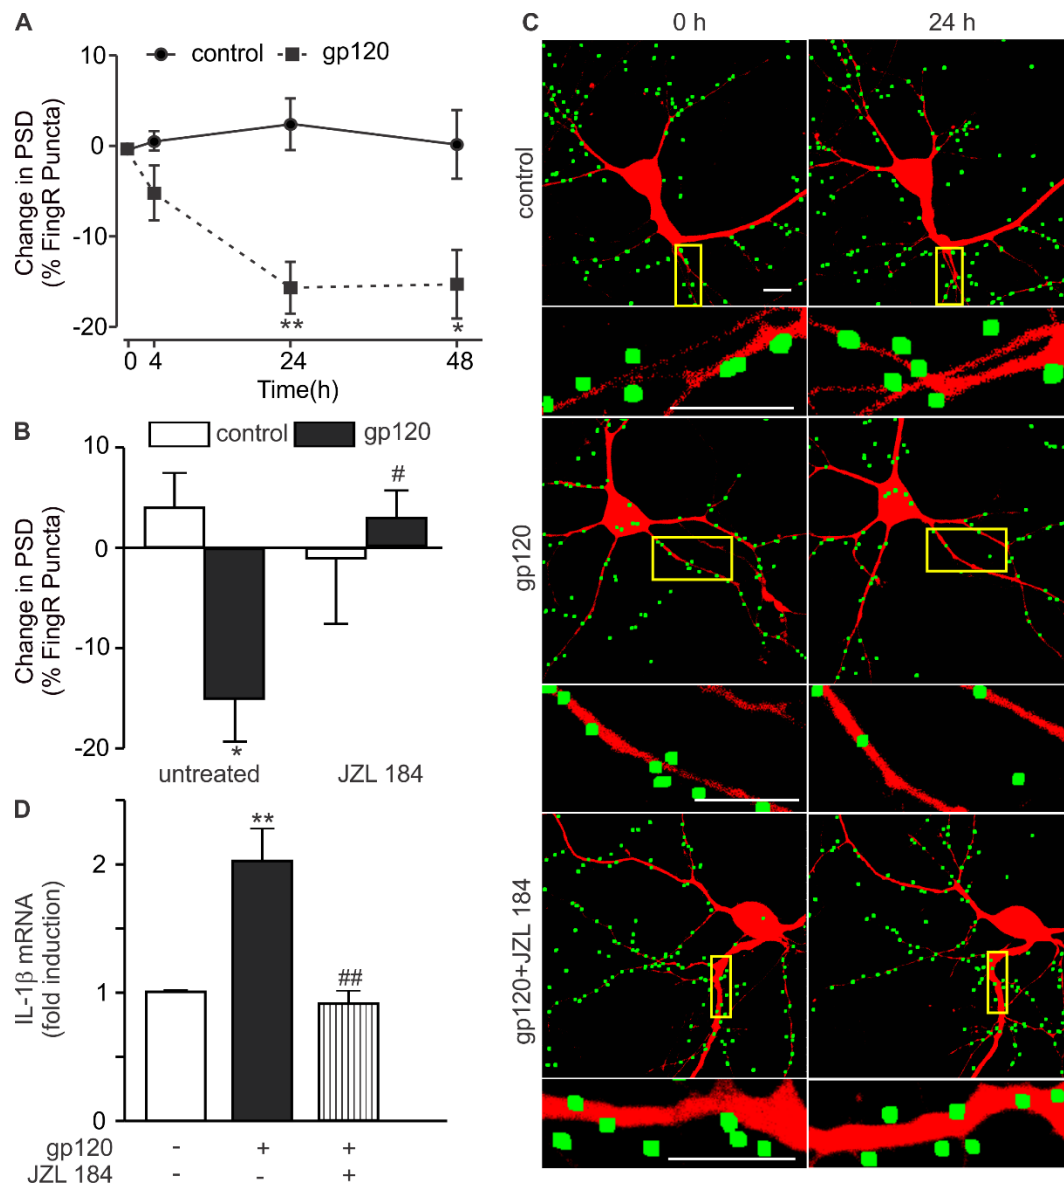 A
control
gp120
10
0
-10
-20
Change in PSD
(% FingR Puncta)
**
*
0
4
24
48
Time(h)
B
control
gp120
10
0
-10
-20
Change in PSD
(% FingR Puncta)
#
*
untreated
JZL 184
D
2
1
0
IL-1β mRNA
(fold induction)
**
##
gp120
-
+
+
JZL 184
-
-
+
C
0 h
24 h
control
gp120
gp120+JZL 184